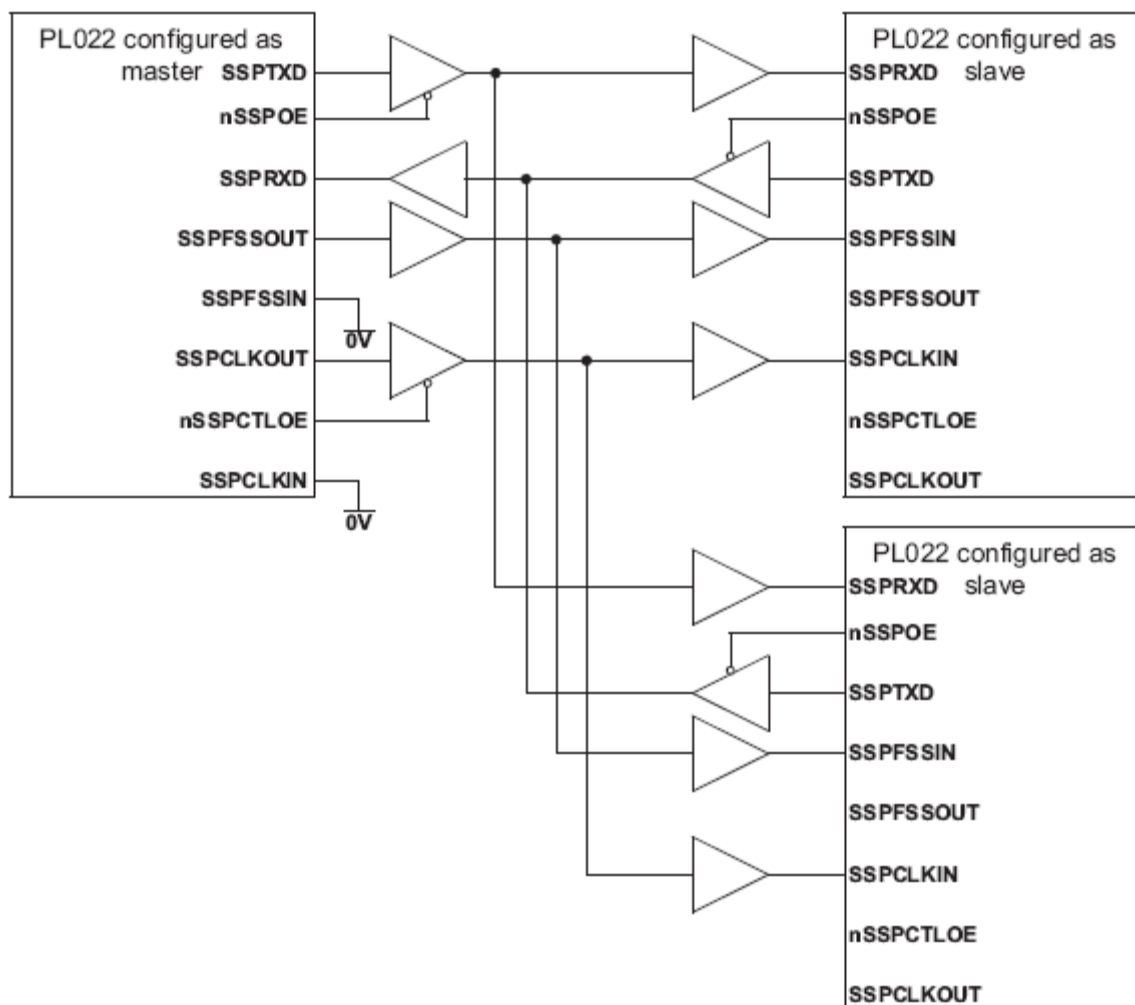 PL022 configured as
master SSPTXD
nSSPOE
SSPRXD
SSPFSSOUT
SSPFSSIN
0V
SSPCLKOUT
nSSPCTLOE
SSPCLKIN
0V
PL022 configured as
SSPRXD slave
nSSPOE
SSPTXD
SSPFSSIN
SSPFSSOUT
SSPCLKIN
nSSPCTLOE
SSPCLKOUT
PL022 configured as
SSPRXD slave
nSSPOE
SSPTXD
SSPFSSIN
SSPFSSOUT
SSPCLKIN
nSSPCTLOE
SSPCLKOUT